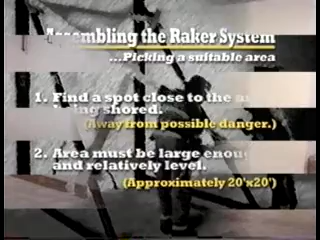 Assembling the Raker System
...Picking a suitable area
1. Find a spot close to the
being shored.
(Away from possible danger.)
2. Area must be large
and relatively level.
(Approximately 20'x20')